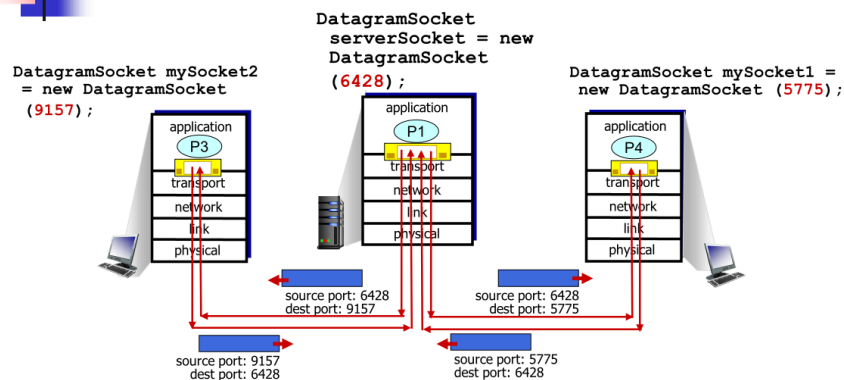 DatagramSocket
serverSocket = new
DatagramSocket
(6428);
DatagramSocket mySocket2
= new DatagramSocket
(9157);
DatagramSocket mySocket1 =
new DatagramSocket (5775);
application
P3
transport
network
link
physical
application
P1
transport
network
link
physical
application
P4
transport
network
link
physical
source port: 6428
dest port: 9157
source port: 6428
dest port: 5775
source port: 9157
dest port: 6428
source port: 5775
dest port: 6428